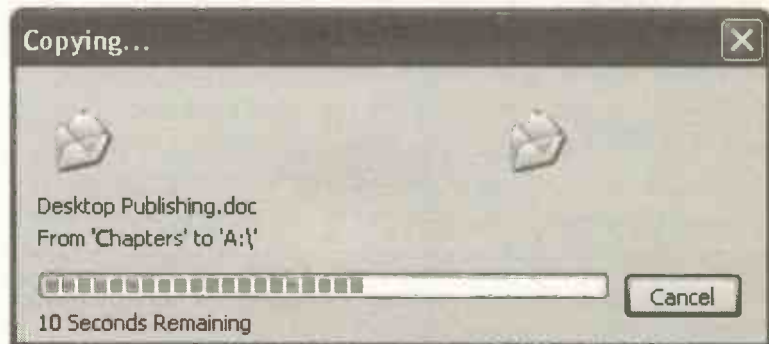 Copying...
Desktop Publishing.doc
From 'Chapters' to 'A:\'
Cancel
10 Seconds Remaining